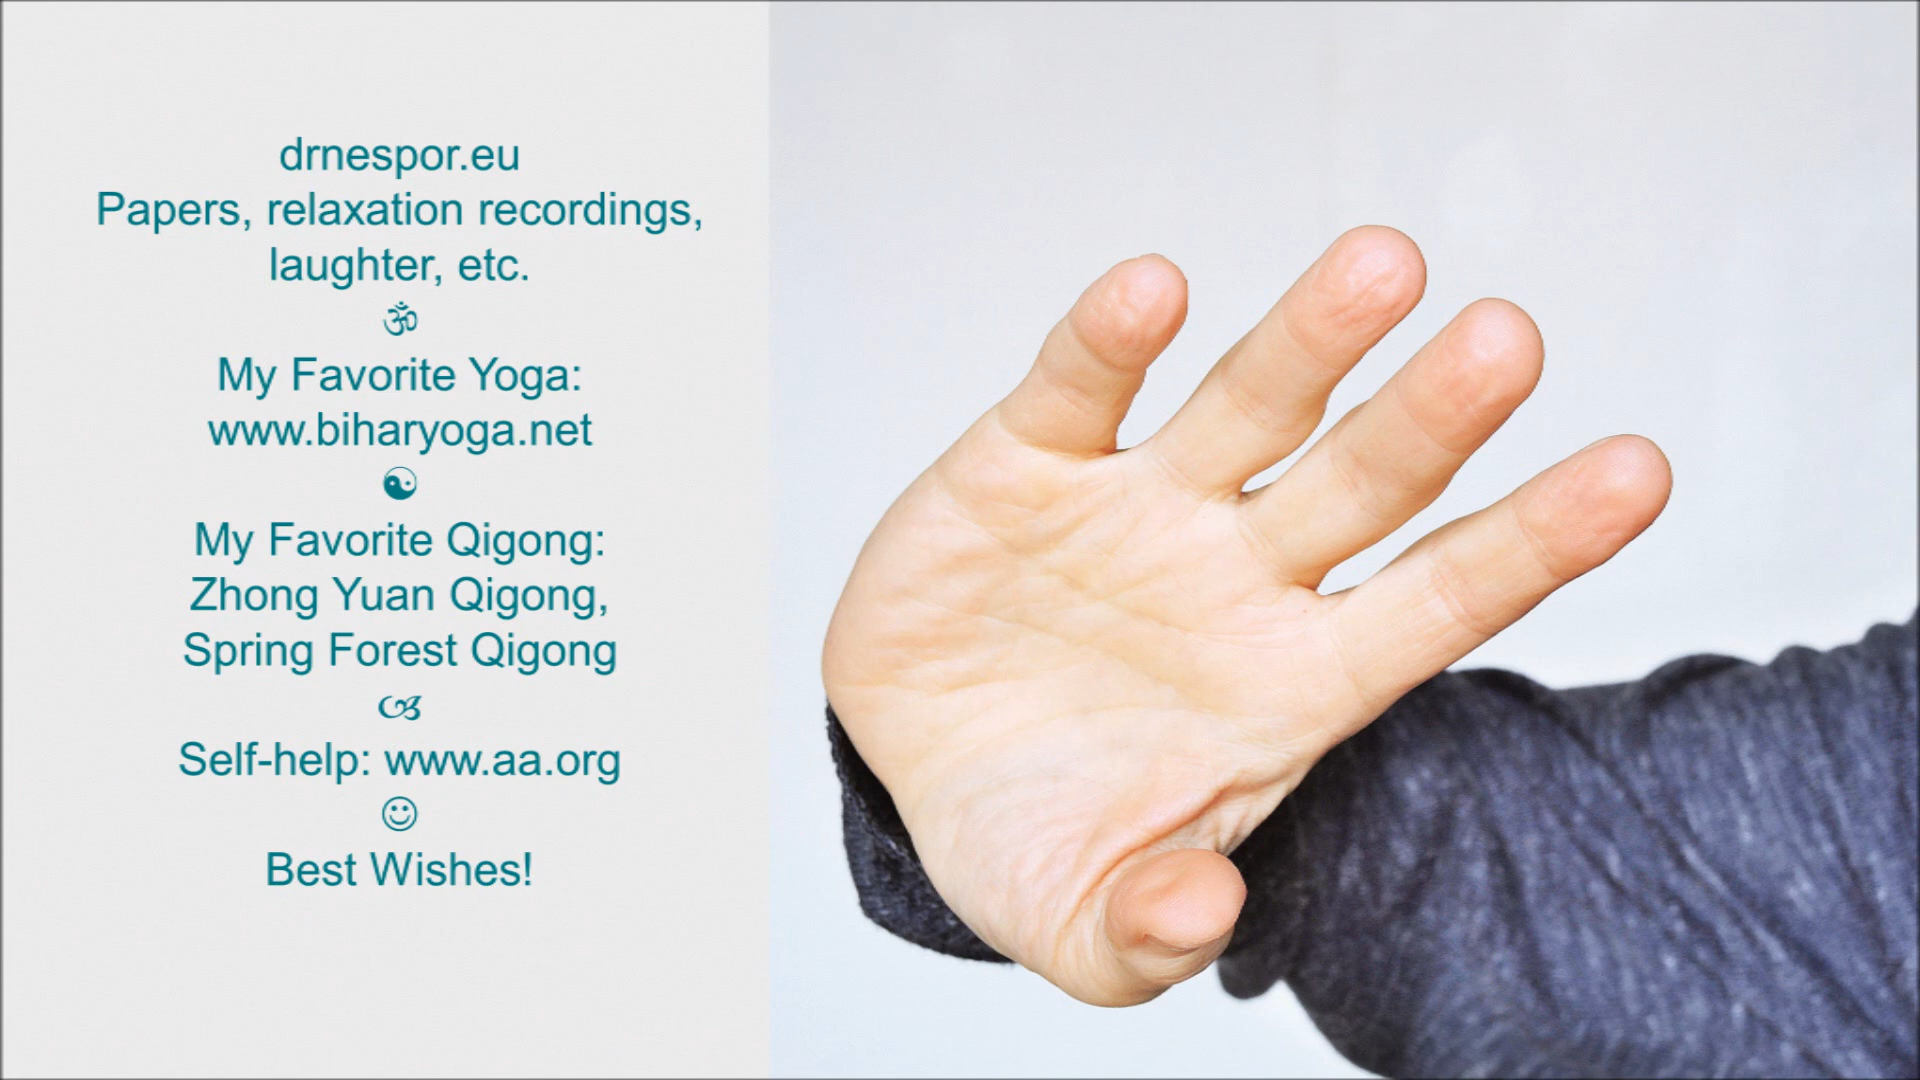 drnespor.eu
Papers, relaxation recordings,
laughter, etc.
ॐ
My Favorite Yoga:
www.biharyoga.net
☯
My Favorite Qigong:
Zhong Yuan Qigong,
Spring Forest Qigong
Self-help: www.aa.org
☺
Best Wishes!